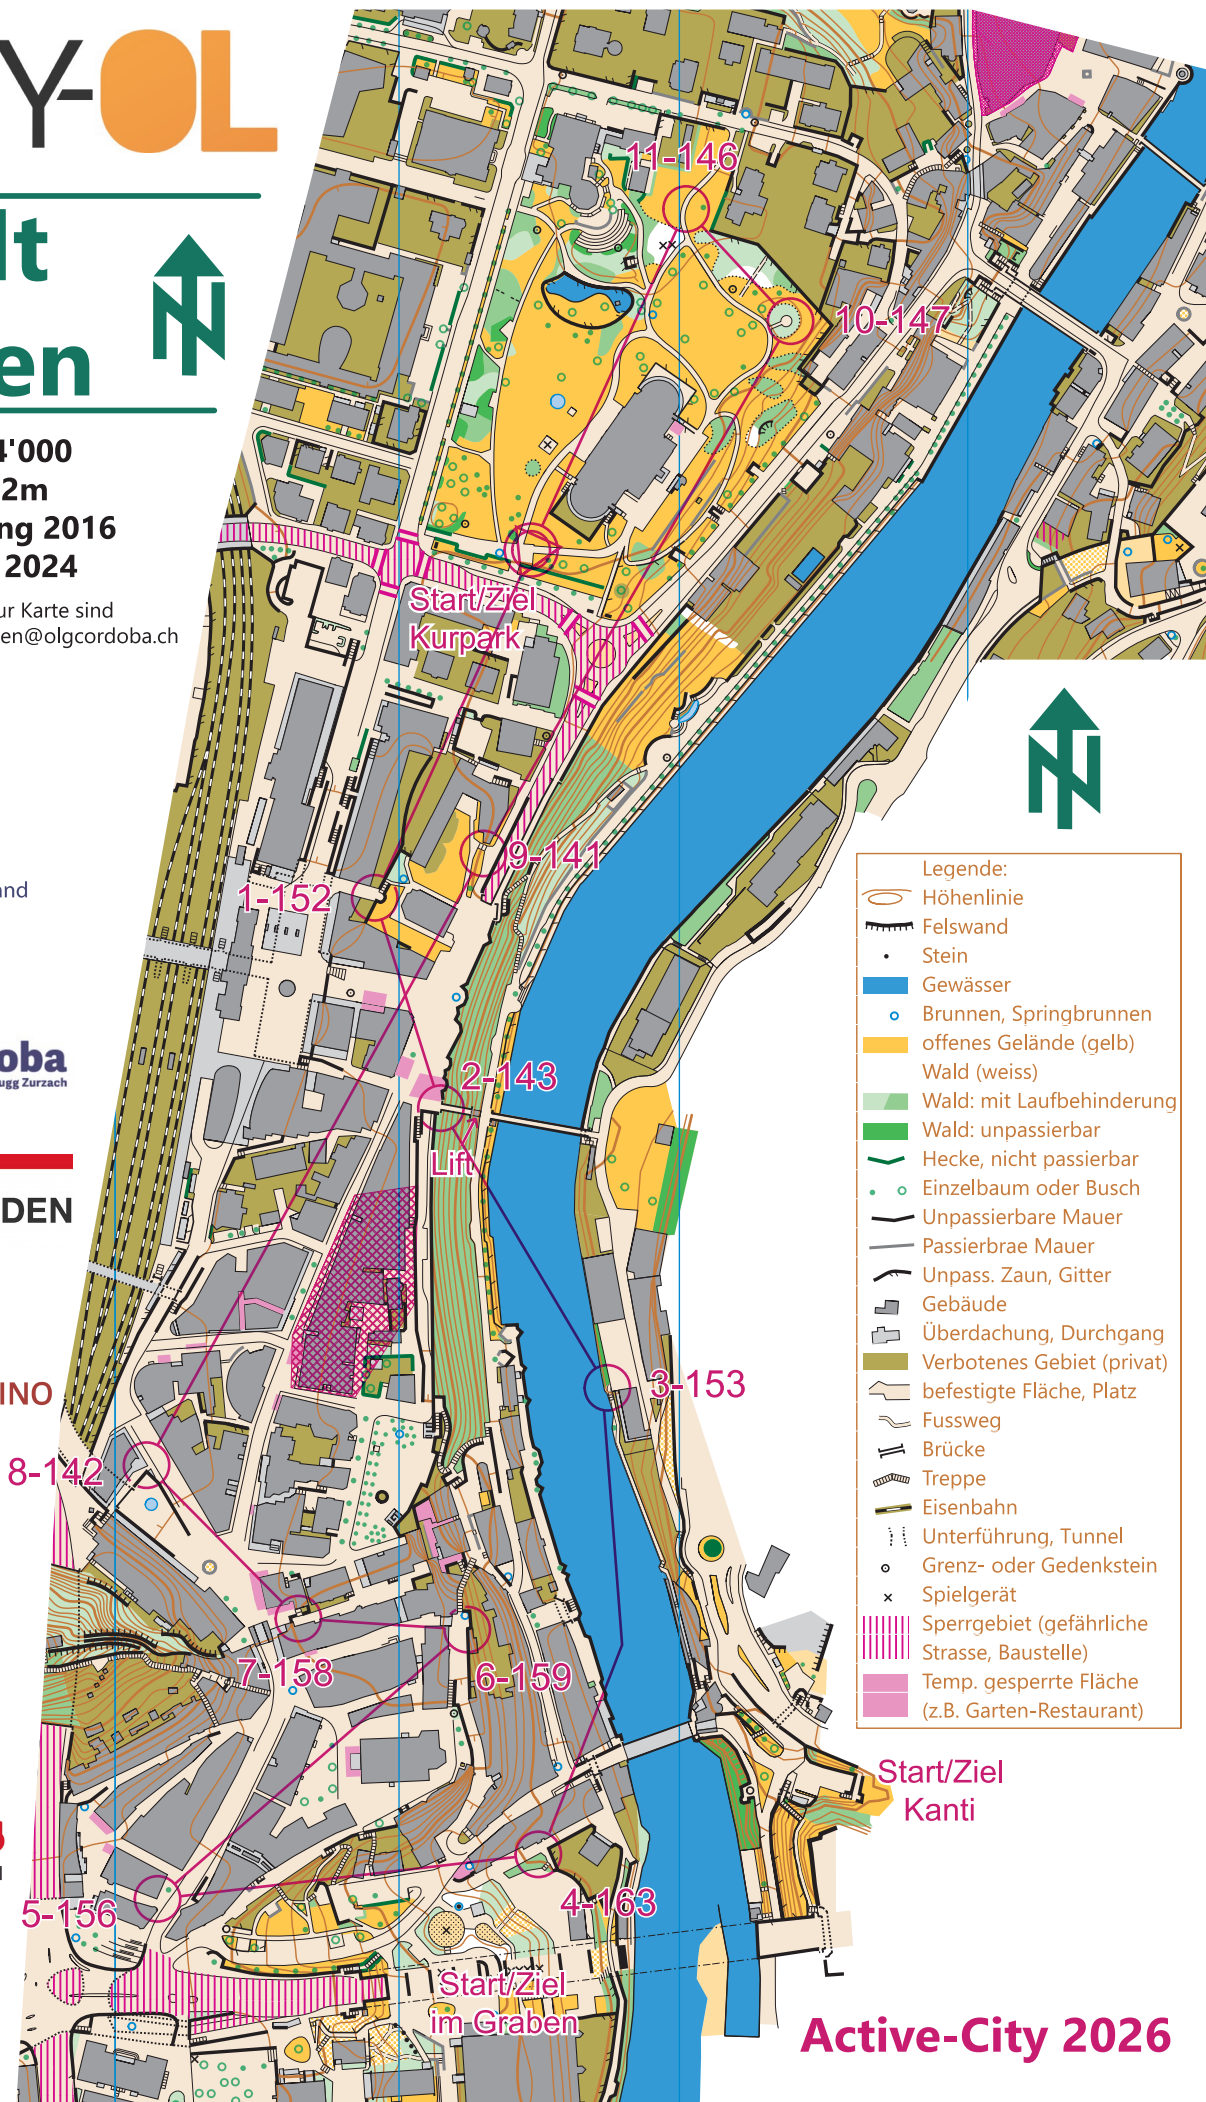 Y-OL
lt
en
4'000
2m
ng 2016
2024
ur Karte sind
en@olgcordoba.ch
and
oba
ugg Zurzach
DEN
INO
11-146
10-147
Start/Ziel
Kurpark
9-141
1-152
2-143
Lift
3-153
8-142
7-158
6-159
5-156
4-163
Start/Ziel
im Graben
Start/Ziel
Kanti
N
N
Legende:
Höhenlinie
Felswand
Stein
Gewässer
Brunnen, Springbrunnen
offenes Gelände (gelb)
Wald (weiss)
Wald: mit Laufbehinderung
Wald: unpassierbar
Hecke, nicht passierbar
Einzelbaum oder Busch
Unpassierbare Mauer
Passierbrae Mauer
Unpass. Zaun, Gitter
Gebäude
Überdachung, Durchgang
Verbotenes Gebiet (privat)
befestigte Fläche, Platz
Fussweg
Brücke
Treppe
Eisenbahn
Unterführung, Tunnel
Grenz- oder Gedenkstein
Spielgerät
Sperrgebiet (gefährliche
Strasse, Baustelle)
Temp. gesperrte Fläche
(z.B. Garten-Restaurant)
Active-City 2026